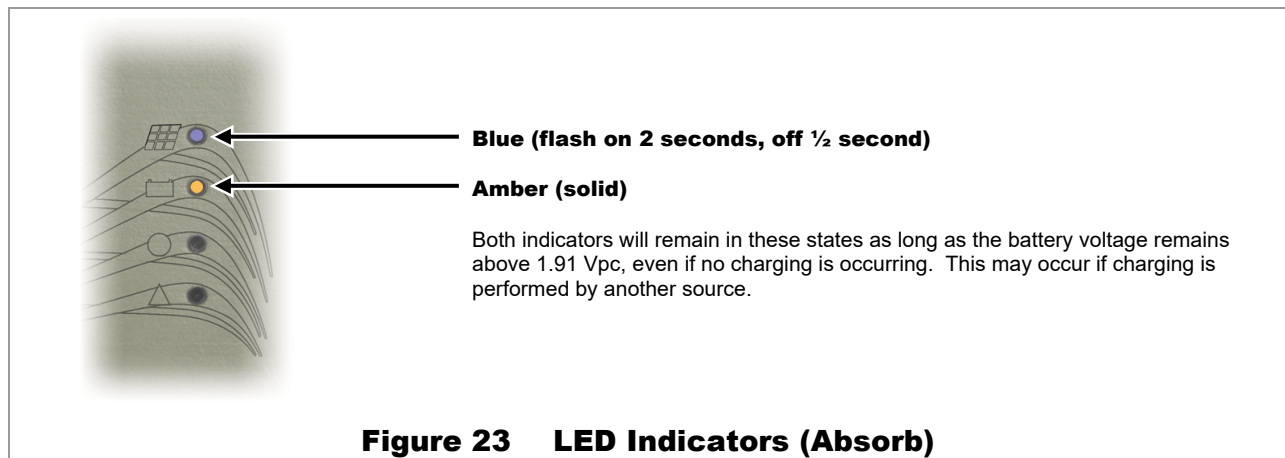 Blue (flash on 2 seconds, off ½ second)
Amber (solid)
Both indicators will remain in these states as long as the battery voltage remains
above 1.91 Vpc, even if no charging is occurring.  This may occur if charging is
performed by another source.
Figure 23    LED Indicators (Absorb)